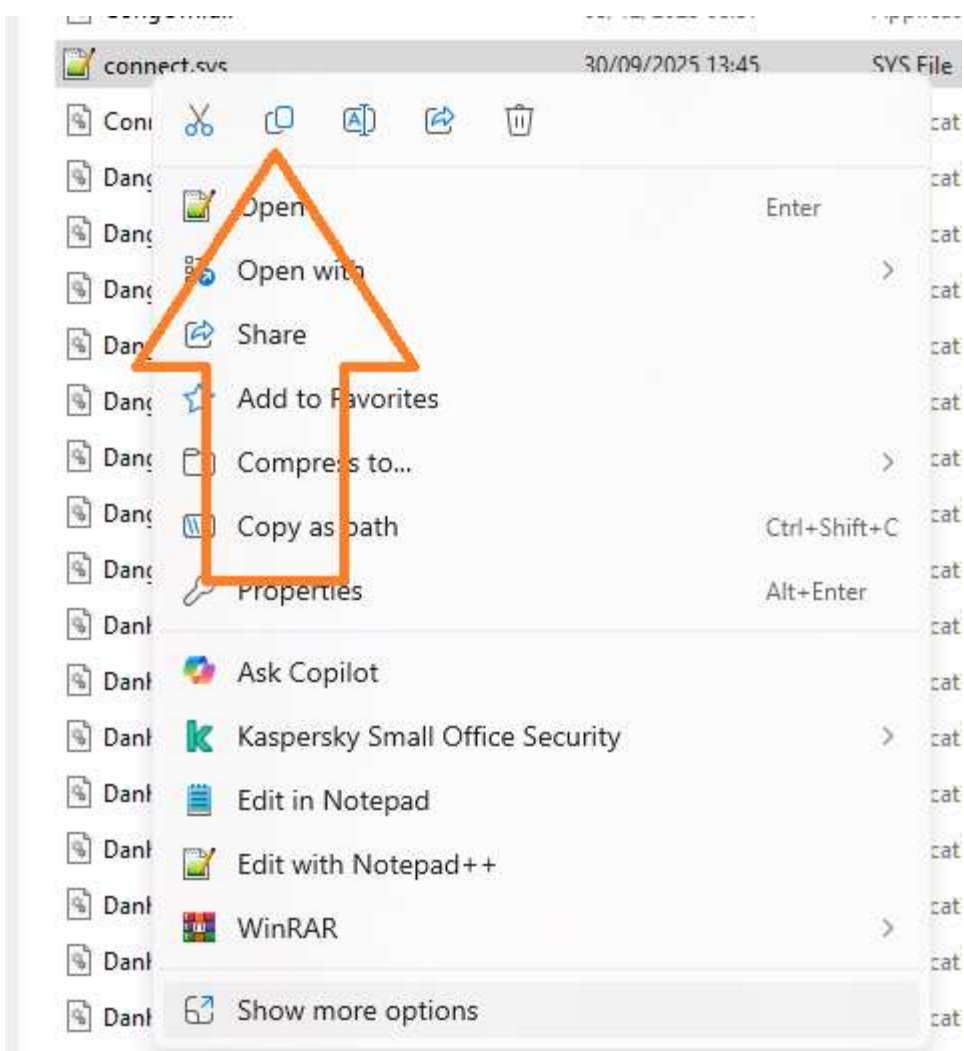 connect.sys 30/09/2025 13:45 SYS File
Open Enter
Open with
Share
Add to Favorites
Compress to...
Copy as path Ctrl+Shift+C
Properties Alt+Enter
Ask Copilot
Kaspersky Small Office Security
Edit in Notepad
Edit with Notepad++
WinRAR
Show more options